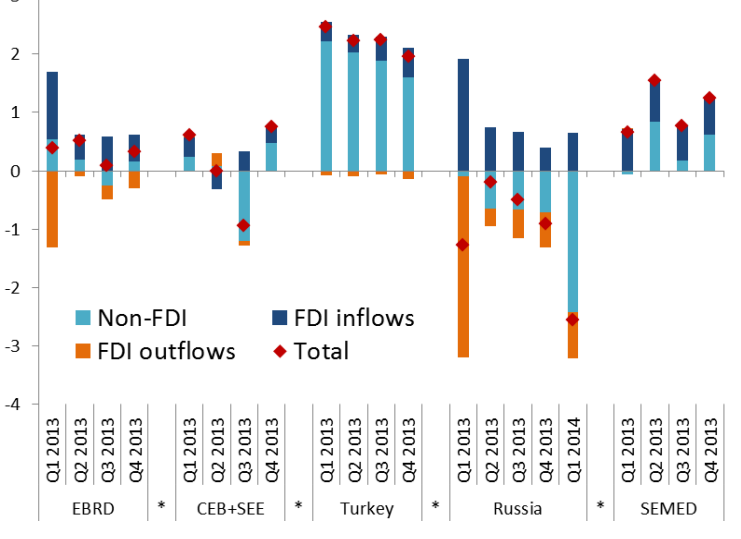 3
2
1
0
-1
-2
-3
-4
Non-FDI
FDI inflows
FDI outflows
Total
Q1 2013
Q2 2013
Q3 2013
Q4 2013
Q1 2013
Q2 2013
Q3 2013
Q4 2013
Q1 2013
Q2 2013
Q3 2013
Q4 2013
Q1 2013
Q2 2013
Q3 2013
Q4 2013
Q1 2014
Q1 2013
Q2 2013
Q3 2013
Q4 2013
EBRD * CEB+SEE * Turkey * Russia * SEMED